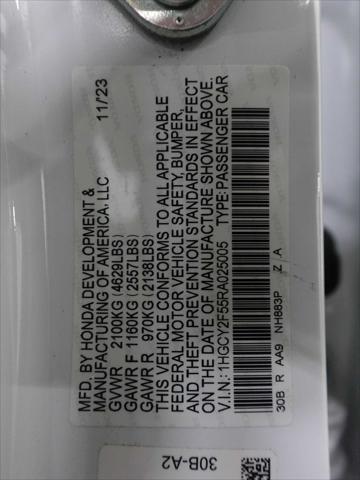 MFD. BY HONDA DEVELOPMENT &
MANUFACTURING OF AMERICA, LLC 11/23
GVWR 2100KG (4629LBS)
GAWR F 1160KG (2557LBS)
GAWR R 970KG (2138LBS)
THIS VEHICLE CONFORMS TO ALL APPLICABLE
FEDERAL MOTOR VEHICLE SAFETY, BUMPER,
AND THEFT PREVENTION STANDARDS IN EFFECT
ON THE DATE OF MANUFACTURE SHOWN ABOVE.
V.I.N.: 1HGCY2F55RA025005 TYPE: PASSENGER CAR
30B R AA9 NH883P Z A
30B-A2